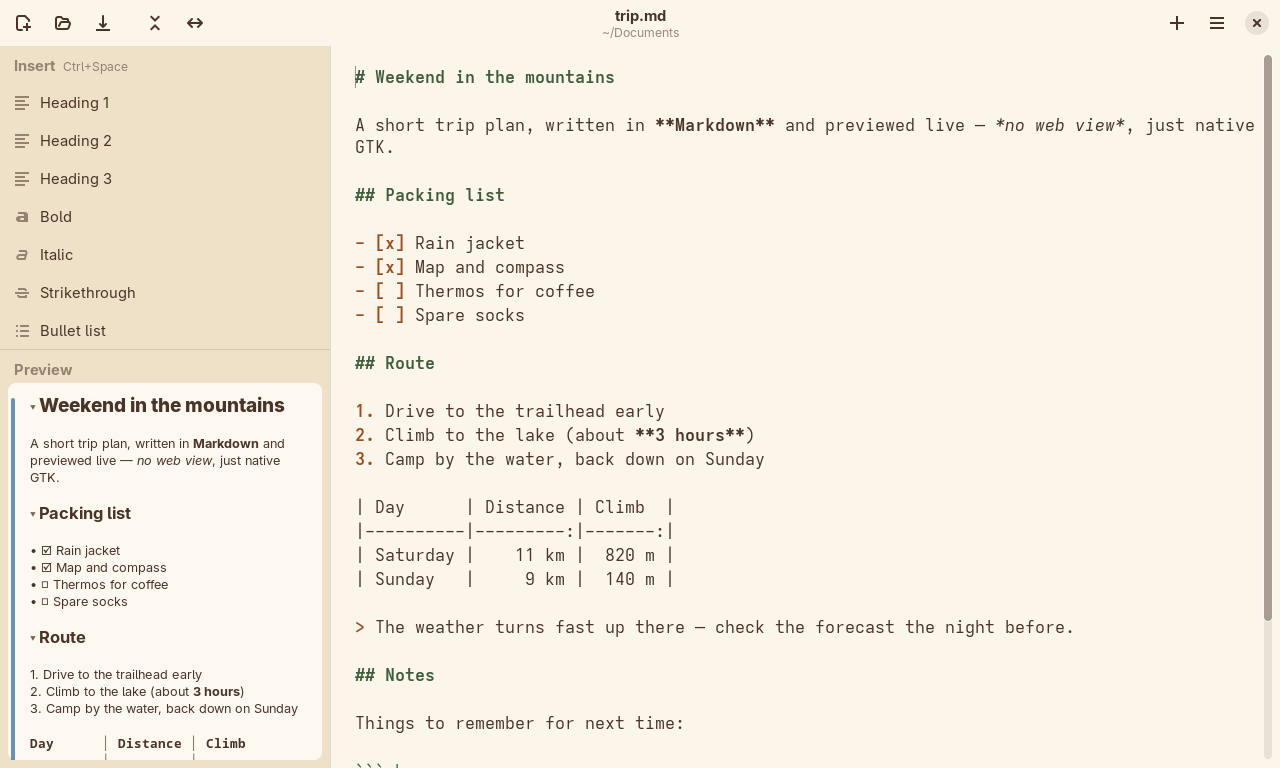 trip.md
~/Documents
Insert Ctrl+Space
Heading 1
Heading 2
Heading 3
Bold
Italic
Strikethrough
Bullet list
Preview
Weekend in the mountains
A short trip plan, written in Markdown and
previewed live — no web view, just native
GTK.
Packing list
• ☑ Rain jacket
• ☑ Map and compass
• ☐ Thermos for coffee
• ☐ Spare socks
Route
1. Drive to the trailhead early
2. Climb to the lake (about 3 hours)
3. Camp by the water, back down on Sunday
Day │ Distance │ Climb
# Weekend in the mountains
A short trip plan, written in **Markdown** and previewed live — *no web view*, just native
GTK.
## Packing list
- [x] Rain jacket
- [x] Map and compass
- [ ] Thermos for coffee
- [ ] Spare socks
## Route
1. Drive to the trailhead early
2. Climb to the lake (about **3 hours**)
3. Camp by the water, back down on Sunday
| Day      | Distance | Climb  |
|----------|---------:|-------:|
| Saturday |    11 km |  820 m |
| Sunday   |     9 km |  140 m |
> The weather turns fast up there — check the forecast the night before.
## Notes
Things to remember for next time: